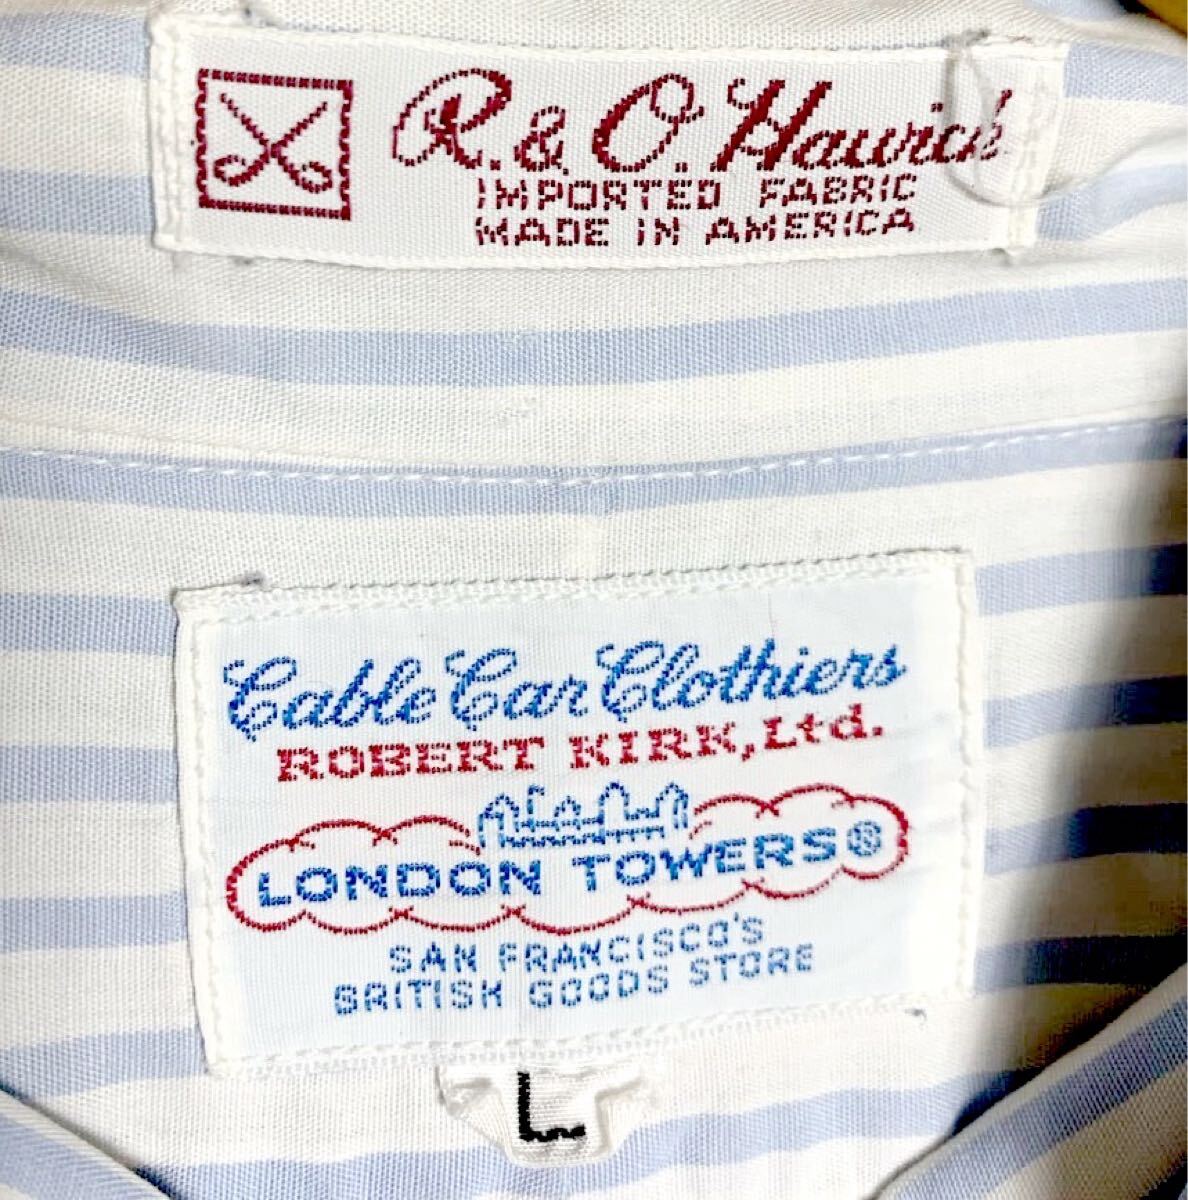 R. & O. Hawick
IMPORTED FABRIC
MADE IN AMERICA
Cable Car Clothiers
ROBERT KIRK, Ltd.
LONDON TOWERS®
SAN FRANCISCO'S
BRITISH GOODS STORE
L